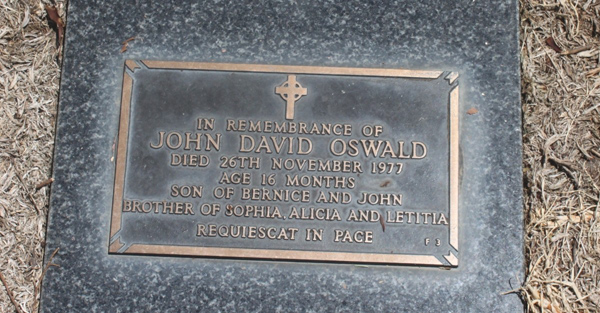 IN REMEMBRANCE OF
JOHN DAVID OSWALD
DIED 26TH NOVEMBER 1977
AGE 16 MONTHS
SON OF BERNICE AND JOHN
BROTHER OF SOPHIA, ALICIA AND LETITIA
REQUIESCAT IN PACE
F 3